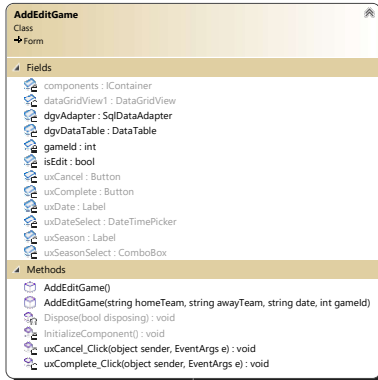 AddEditGame
Class
Form
Fields
components : IContainer
dataGridView1 : DataGridView
dgvAdapter : SqlDataAdapter
dgvDataTable : DataTable
gameId : int
isEdit : bool
uxCancel : Button
uxComplete : Button
uxDate : Label
uxDateSelect : DateTimePicker
uxSeason : Label
uxSeasonSelect : ComboBox
Methods
AddEditGame()
AddEditGame(string homeTeam, string awayTeam, string date, int gameId)
Dispose(bool disposing) : void
InitializeComponent() : void
uxCancel_Click(object sender, EventArgs e) : void
uxComplete_Click(object sender, EventArgs e) : void